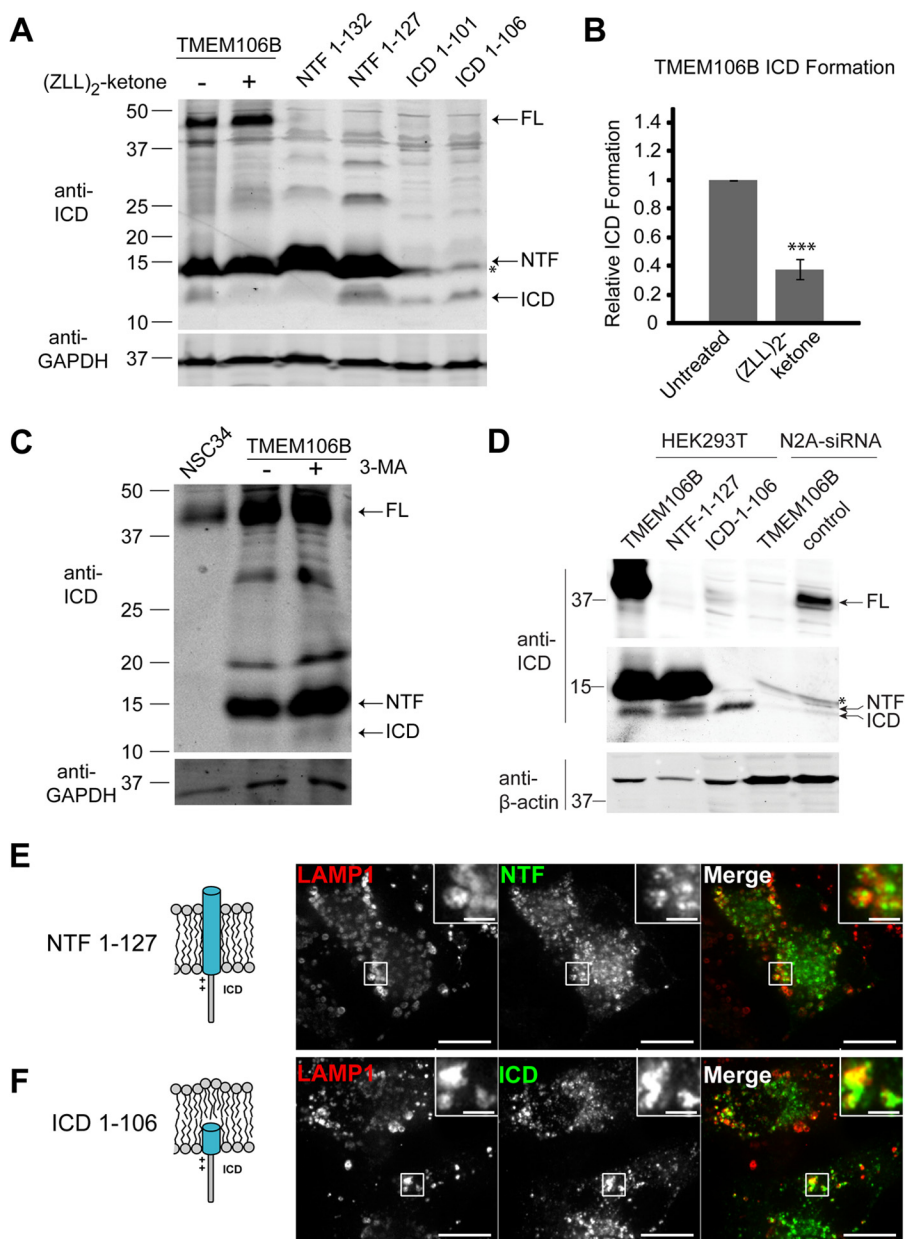 A
TMEM106B
NTF 1-132
NTF 1-127
ICD 1-101
ICD 1-106
(ZLL)2-ketone
-
+
50
37
25
20
15
10
anti-
ICD
FL
NTF
*
ICD
anti-
GAPDH
37
B
TMEM106B ICD Formation
Relative ICD Formation
1.4
1.2
1
0.8
0.6
0.4
0.2
0
***
Untreated
(ZLL)2-
ketone
C
NSC34
TMEM106B
-
+
3-MA
50
37
25
20
15
10
anti-
ICD
FL
NTF
ICD
anti-
GAPDH
37
D
HEK293T
N2A-siRNA
TMEM106B
NTF-1-127
ICD-1-106
TMEM106B
control
anti-
ICD
37
FL
15
*
NTF
ICD
anti-
β-actin
37
E
NTF 1-127
++
ICD
LAMP1
NTF
Merge
F
ICD 1-106
++
ICD
LAMP1
ICD
Merge